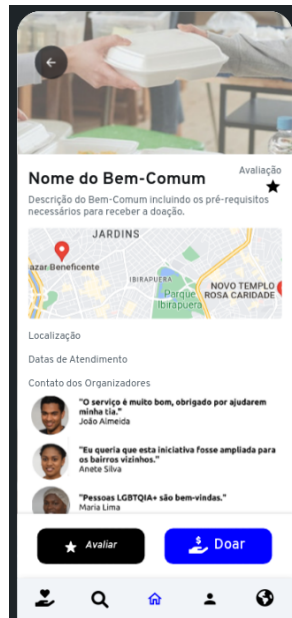 Nome do Bem-Comum
Avaliação
Descrição do Bem-Comum incluindo os pré-requisitos
necessários para receber a doação.
JARDINS
azar Beneficente
IBIRAPUERA
NOVO TEMPLO
ROSA CARIDADE
Parque
Ibirapuera
Localização
Datas de Atendimento
Contato dos Organizadores
"O serviço é muito bom, obrigado por ajudarem
minha tia."
João Almeida
"Eu queria que esta iniciativa fosse ampliada para
os bairros vizinhos."
Anete Silva
"Pessoas LGBTQIA+ são bem-vindas."
Maria Lima
Avaliar
Doar